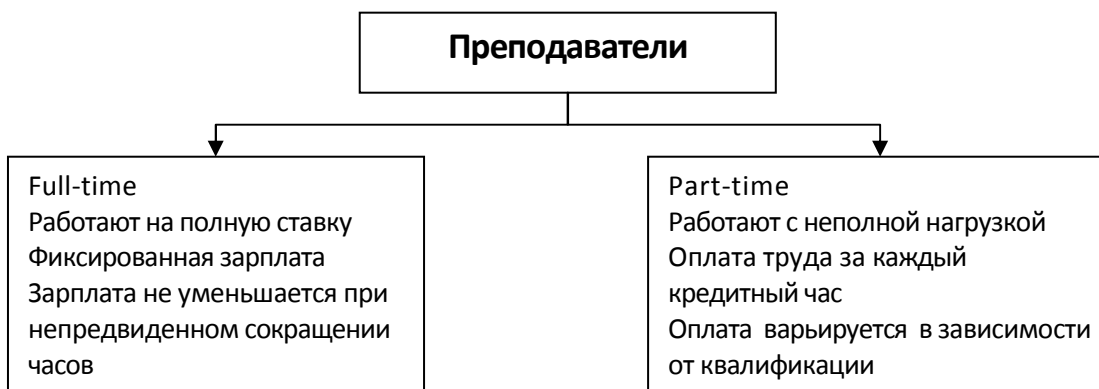 Преподаватели
Full-time
Работают на полную ставку
Фиксированная зарплата
Зарплата не уменьшается при
непредвиденном сокращении
часов
Part-time
Работают с неполной нагрузкой
Оплата труда за каждый
кредитный час
Оплата варьируется в зависимости
от квалификации